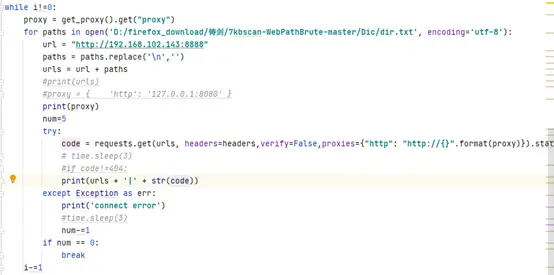 while i!=0:
proxy = get_proxy().get("proxy")
for paths in open('D:/firefox_download/铸剑/7kbscan-WebPathBrute-master/Dic/dir.txt', encoding='utf-8'):
url = "http://192.168.102.143:8888"
paths = paths.replace('\n','')
urls = url + paths
#print(urls)
#proxy = {    'http': '127.0.0.1:8080' }
print(proxy)
num=5
try:
code = requests.get(urls, headers=headers,verify=False,proxies={"http": "http://{}".format(proxy)}).stat
# time.sleep(3)
#if code!=404:
print(urls + '|' + str(code))
except Exception as err:
print('connect error')
#time.sleep(3)
num-=1
if num == 0:
break
i-=1